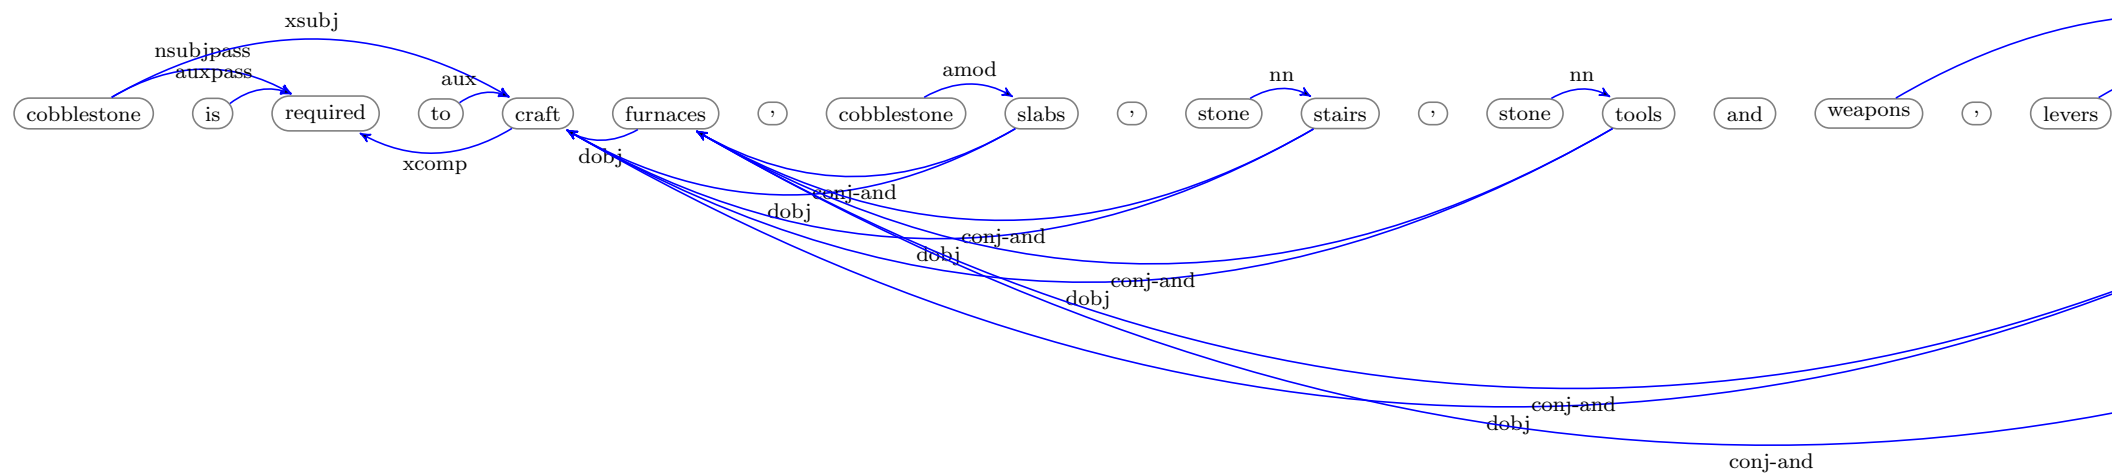 xsubj
nsubjpass
auxpass aux amod nn nn
cobblestone is required to craft furnaces , cobblestone slabs , stone stairs , stone tools and weapons , levers
xcomp dobj
conj-and
dobj
conj-and
dobj
conj-and
dobj
conj-and
dobj
conj-and